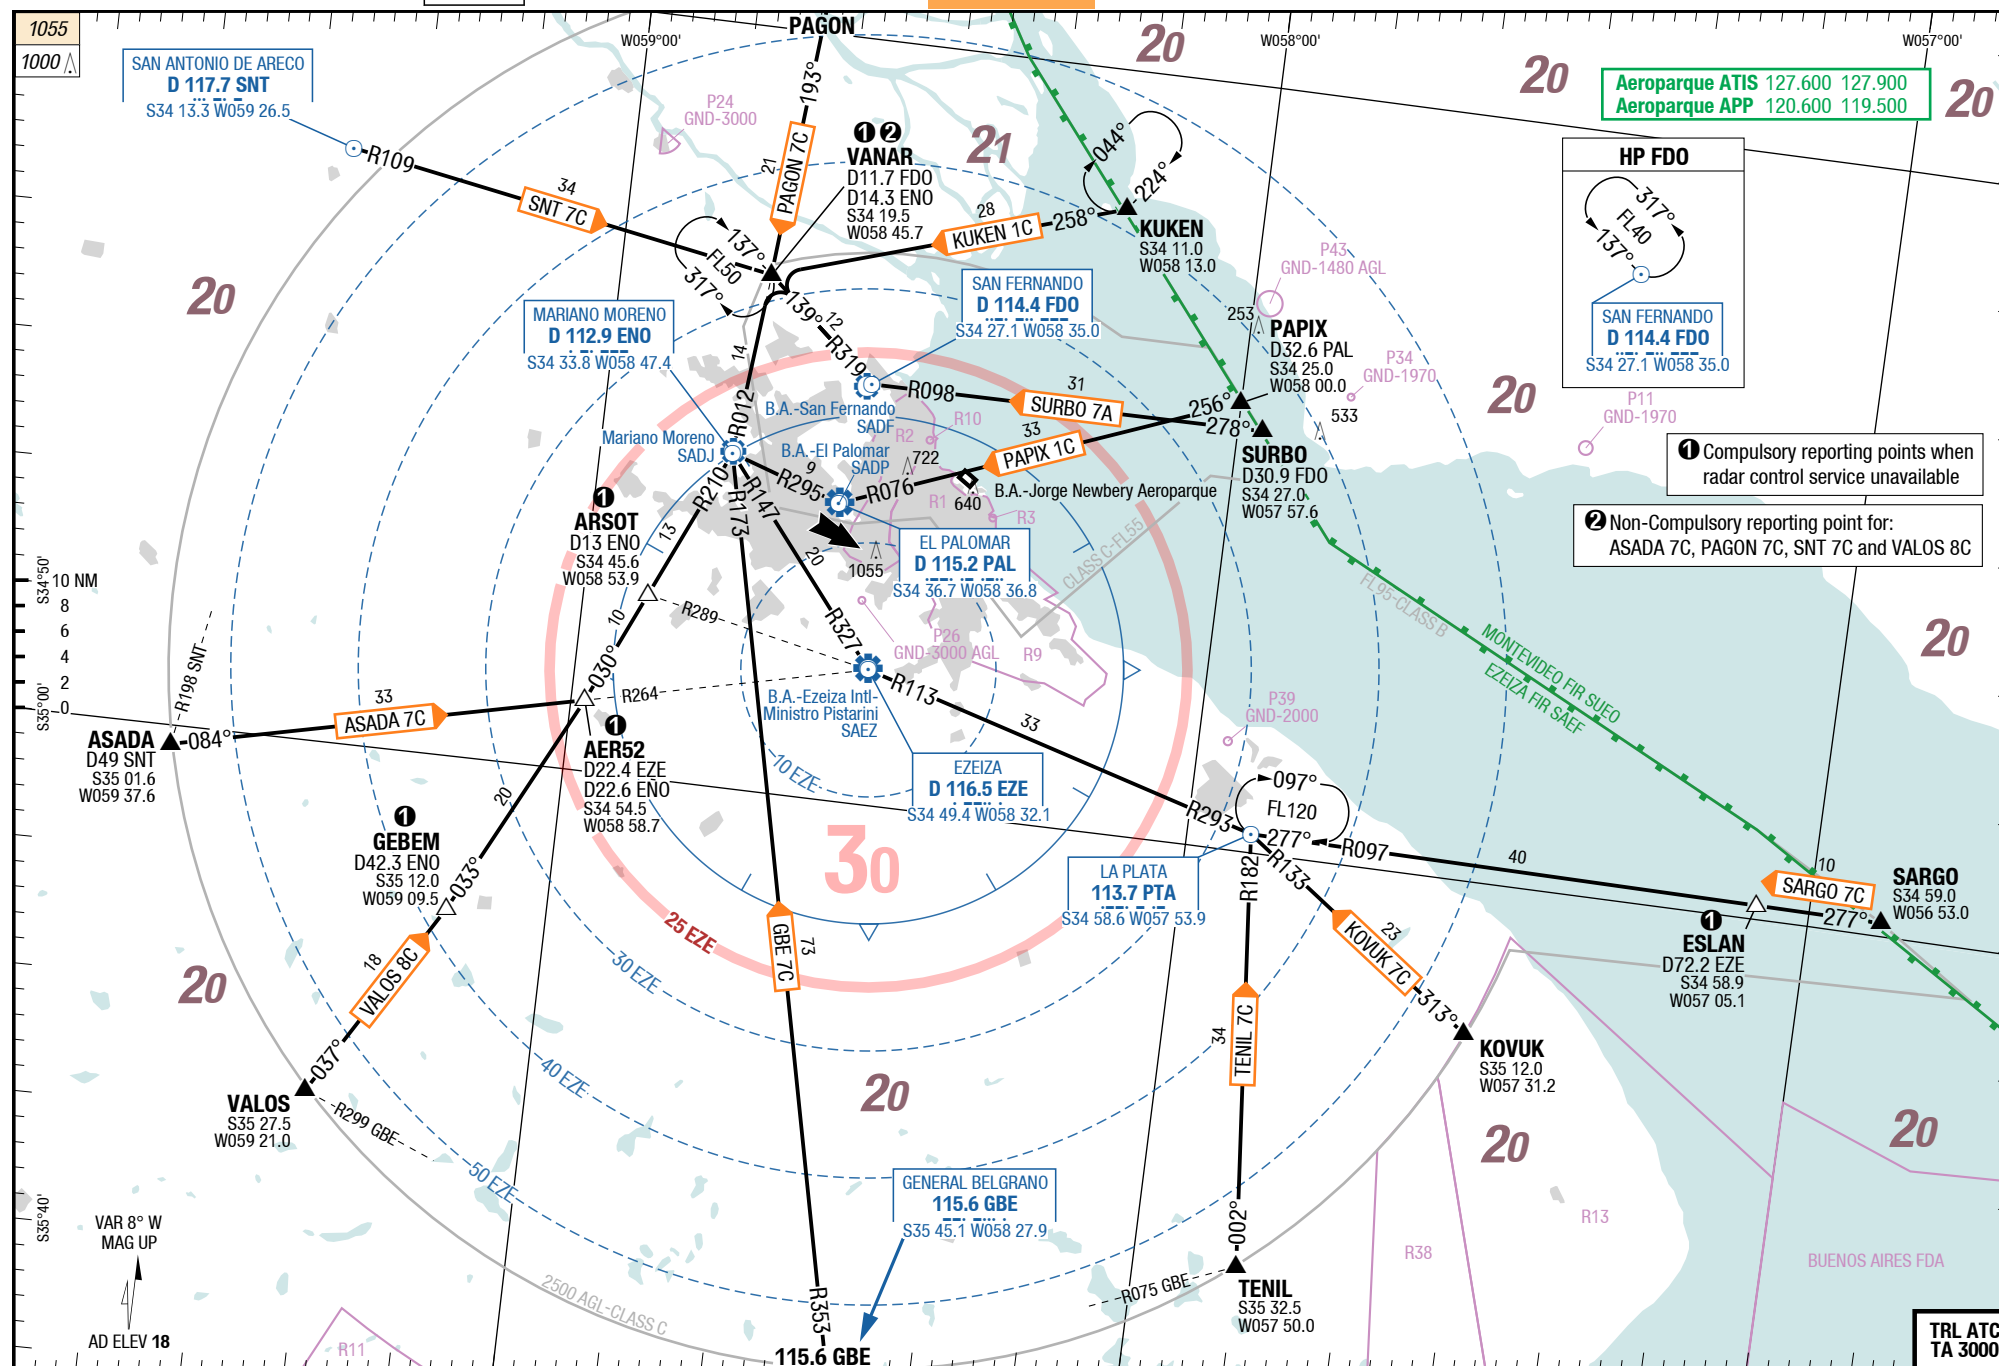 1055
1000
SAN ANTONIO DE ARECO
D 117.7 SNT
S34 13.3 W059 26.5
R109
34
SNT 7C
P24
GND-3000
W059°00'
PAGON
193°
21
PAGON 7C
❶ ❷
VANAR
D11.7 FDO
D14.3 ENO
S34 19.5
W058 45.7
20
21
W058°00'
20
W057°00'
20
Aeroparque ATIS 127.600 127.900
Aeroparque APP 120.600 119.500
044°
224°
28
KUKEN 1C
258°
KUKEN
S34 11.0
W058 13.0
P43
GND-1480 AGL
HP FDO
317°
FL40
137°
SAN FERNANDO
D 114.4 FDO
S34 27.1 W058 35.0
20
137°
FL50
317°
139°
12
R319
MARIANO MORENO
D 112.9 ENO
S34 33.8 W058 47.4
SAN FERNANDO
D 114.4 FDO
S34 27.1 W058 35.0
253
PAPIX
D32.6 PAL
S34 25.0
W058 00.0
P34
GND-1970
20
P11
GND-1970
533
14
R012
R098
31
SURBO 7A
256°
278°
33
PAPIX 1C
SURBO
D30.9 FDO
S34 27.0
W057 57.6
B.A.-San Fernando
SADF
R10
R2
Mariano Moreno
SADJ
B.A.-El Palomar
SADP
722
9
R295
R076
R1
640
B.A.-Jorge Newbery Aeroparque
R3
❶ Compulsory reporting points when
radar control service unavailable
❷ Non-Compulsory reporting point for:
ASADA 7C, PAGON 7C, SNT 7C and VALOS 8C
R210
R173
R147
❶
ARSOT
D13 ENO
S34 45.6
W058 53.9
13
20
1055
EL PALOMAR
D 115.2 PAL
S34 36.7 W058 36.8
CLASS C-FL55
FL95-CLASS B
MONTEVIDEO FIR SUEO
EZEIZA FIR SAEF
20
S34°50'
10 NM
8
6
4
2
0
S35°00'
R198 SNT
10
R289
R327
P26
GND-3000 AGL
R9
030°
R264
33
ASADA 7C
ASADA
D49 SNT
S35 01.6
W059 37.6
084°
B.A.-Ezeiza Intl-
Ministro Pistarini
SAEZ
R113
33
P39
GND-2000
❶
AER52
D22.4 EZE
D22.6 ENO
S34 54.5
W058 58.7
10 EZE
EZEIZA
D 116.5 EZE
S34 49.4 W058 32.1
R293
097°
FL120
277°
R097
40
10
SARGO 7C
277°
SARGO
S34 59.0
W056 53.0
❶
GEBEM
D42.3 ENO
S35 12.0
W059 09.5
20
033°
30
LA PLATA
113.7 PTA
S34 58.6 W057 53.9
R182
R133
❶
ESLAN
D72.2 EZE
S34 58.9
W057 05.1
25 EZE
GBE 7C
73
23
KOVUK 7C
313°
20
18
VALOS 8C
30 EZE
34
TENIL 7C
KOVUK
S35 12.0
W057 31.2
037°
VALOS
S35 27.5
W059 21.0
R299 GBE
40 EZE
20
20
20
50 EZE
GENERAL BELGRANO
115.6 GBE
S35 45.1 W058 27.9
S35°40'
VAR 8° W
MAG UP
AD ELEV 18
R11
2500 AGL-CLASS C
R353
115.6 GBE
R075 GBE
002°
TENIL
S35 32.5
W057 50.0
R38
R13
BUENOS AIRES FDA
TRL ATC
TA 3000